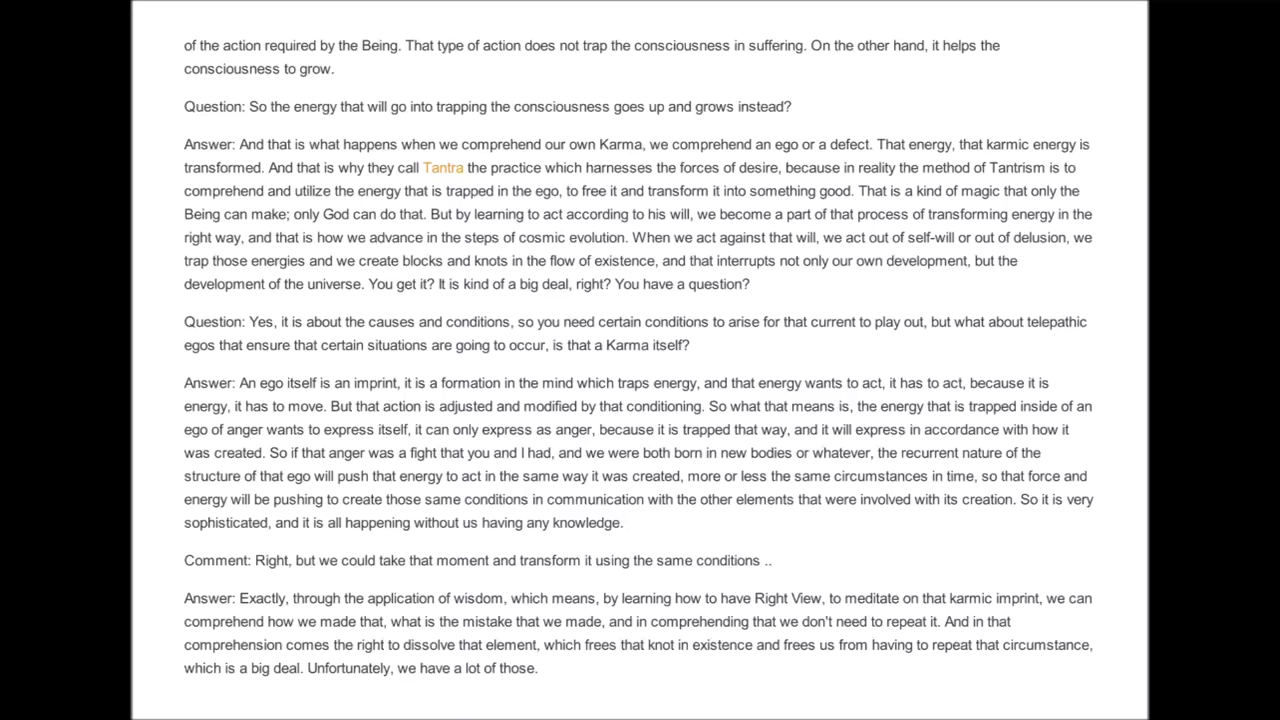 of the action required by the Being. That type of action does not trap the consciousness in suffering. On the other hand, it helps the
consciousness to grow.
Question: So the energy that will go into trapping the consciousness goes up and grows instead?
Answer: And that is what happens when we comprehend our own Karma, we comprehend an ego or a defect. That energy, that karmic energy is
transformed. And that is why they call Tantra the practice which harnesses the forces of desire, because in reality the method of Tantrism is to
comprehend and utilize the energy that is trapped in the ego, to free it and transform it into something good. That is a kind of magic that only the
Being can make; only God can do that. But by learning to act according to his will, we become a part of that process of transforming energy in the
right way, and that is how we advance in the steps of cosmic evolution. When we act against that will, we act out of self-will or out of delusion, we
trap those energies and we create blocks and knots in the flow of existence, and that interrupts not only our own development, but the
development of the universe. You get it? It is kind of a big deal, right? You have a question?
Question: Yes, it is about the causes and conditions, so you need certain conditions to arise for that current to play out, but what about telepathic
egos that ensure that certain situations are going to occur, is that a Karma itself?
Answer: An ego itself is an imprint, it is a formation in the mind which traps energy, and that energy wants to act, it has to act, because it is
energy, it has to move. But that action is adjusted and modified by that conditioning. So what that means is, the energy that is trapped inside of an
ego of anger wants to express itself, it can only express as anger, because it is trapped that way, and it will express in accordance with how it
was created. So if that anger was a fight that you and I had, and we were both born in new bodies or whatever, the recurrent nature of the
structure of that ego will push that energy to act in the same way it was created, more or less the same circumstances in time, so that force and
energy will be pushing to create those same conditions in communication with the other elements that were involved with its creation. So it is very
sophisticated, and it is all happening without us having any knowledge.
Comment: Right, but we could take that moment and transform it using the same conditions ..
Answer: Exactly, through the application of wisdom, which means, by learning how to have Right View, to meditate on that karmic imprint, we can
comprehend how we made that, what is the mistake that we made, and in comprehending that we don't need to repeat it. And in that
comprehension comes the right to dissolve that element, which frees that knot in existence and frees us from having to repeat that circumstance,
which is a big deal. Unfortunately, we have a lot of those.